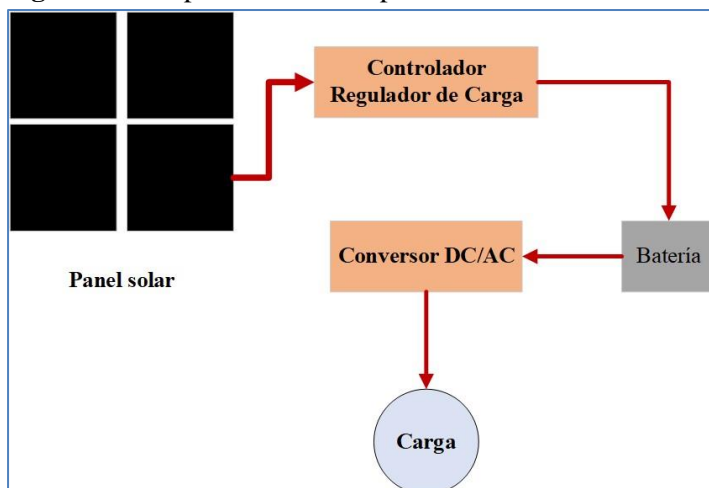 Controlador
Regulador de Carga
Conversor DC/AC
Batería
Panel solar
Carga